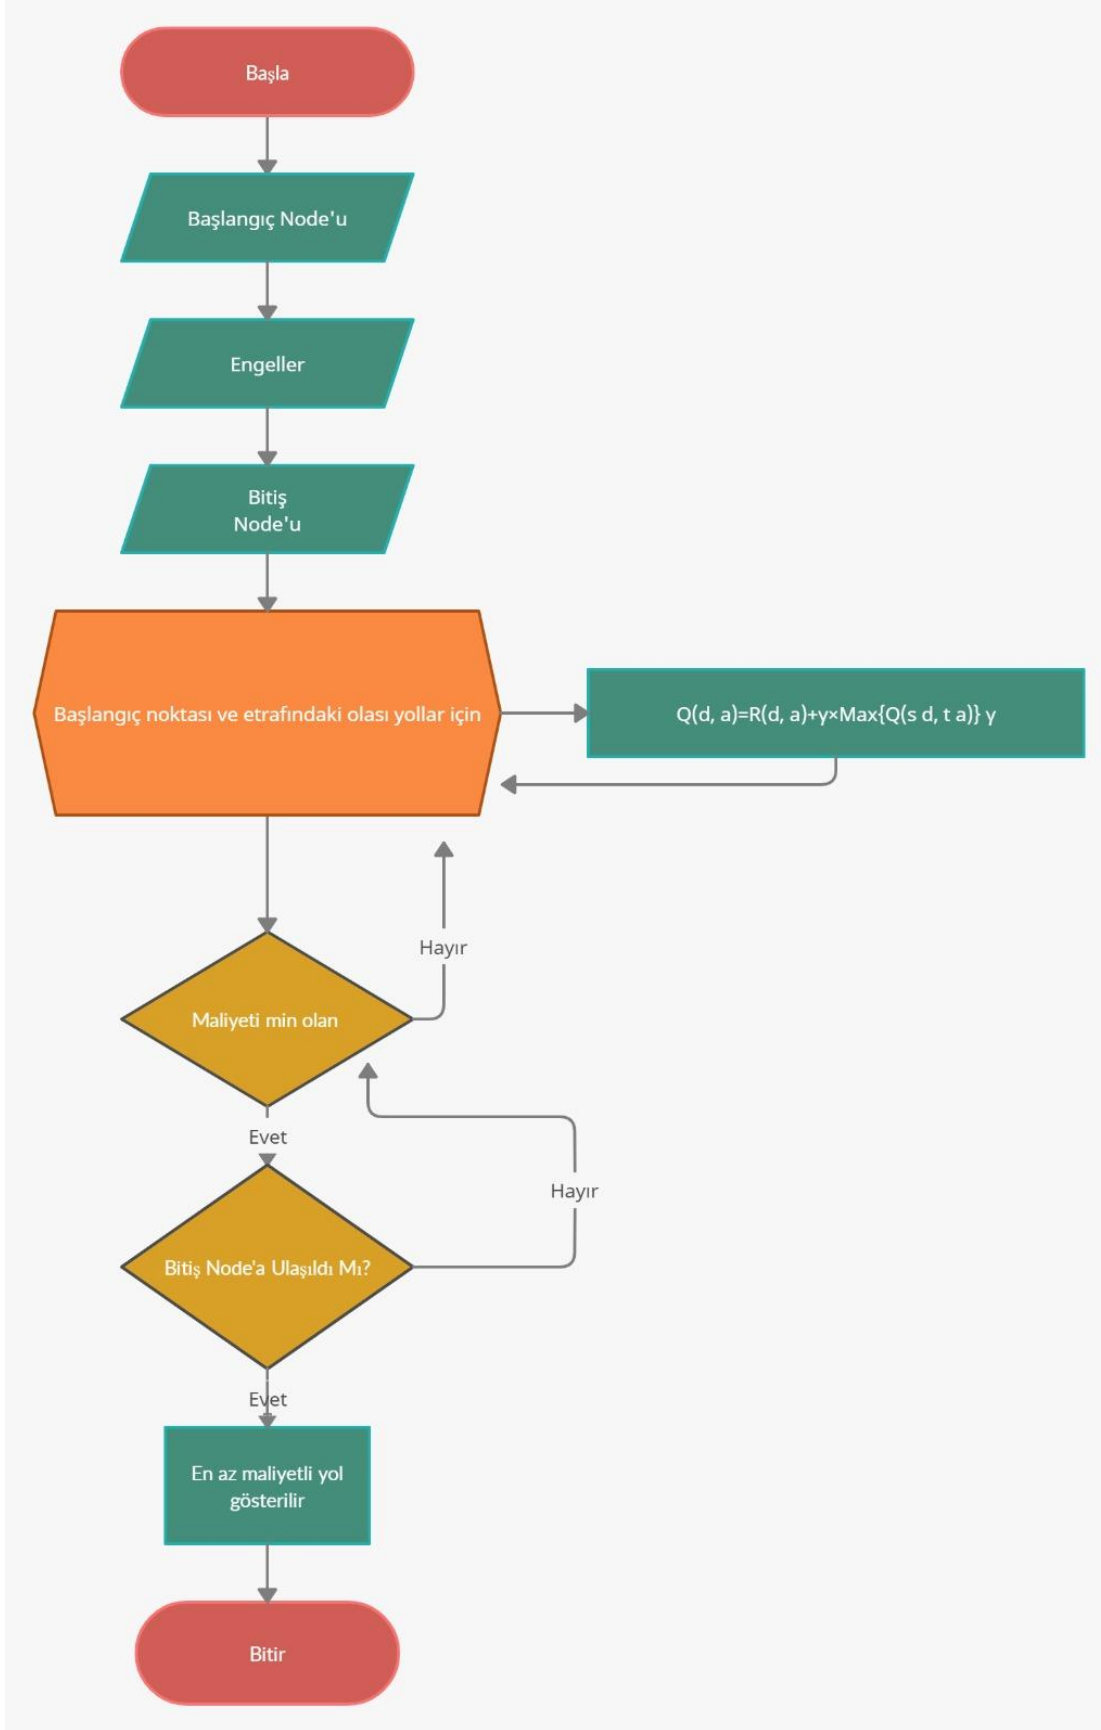 Başla
Başlangıç Node'u
Engeller
Bitiş
Node'u
Başlangıç noktası ve etrafındaki olası yollar için
Q(d, a)=R(d, a)+γ×Max{Q(s d, t a)} γ
Hayır
Maliyeti min olan
Evet
Hayır
Bitiş Node'a Ulaşıldı Mı?
Evet
En az maliyetli yol
gösterilir
Bitir